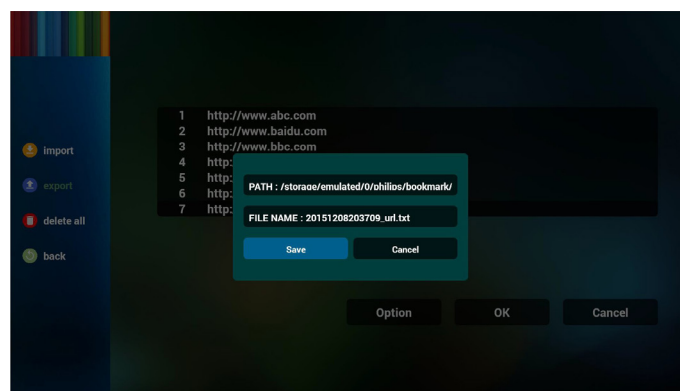 import
export
delete all
back
1 http://www.abc.com
2 http://www.baidu.com
3 http://www.bbc.com
4 http:
5 http:
6 http:
7 http:
PATH : /storage/emulated/0/philips/bookmark/
FILE NAME : 20151208203709_url.txt
Save Cancel
Option OK Cancel